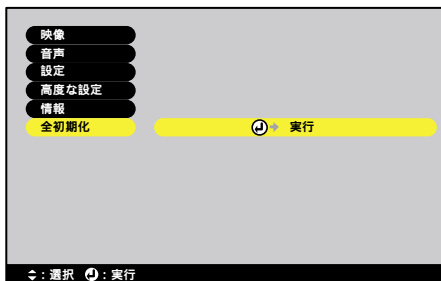 映像
音声
設定
高度な設定
情報
全初期化 実行
:選択 :実行